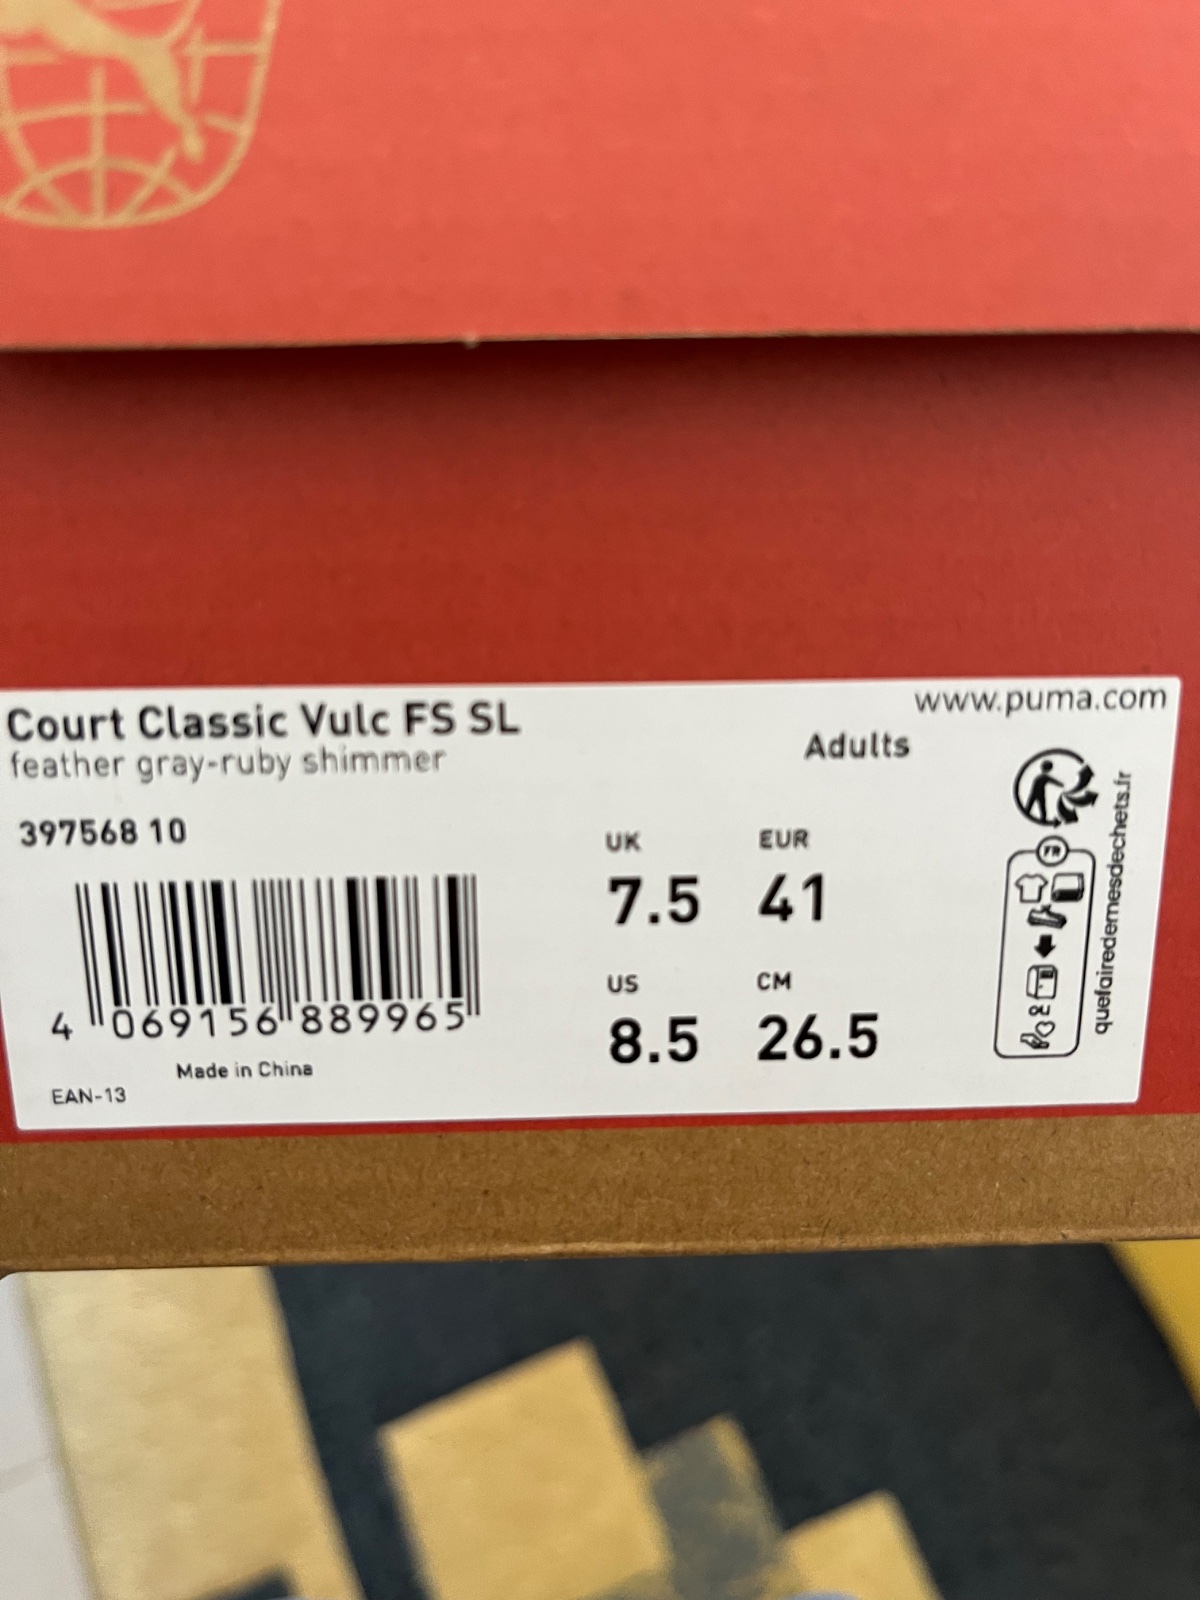 www.puma.com
Court Classic Vulc FS SL
feather gray-ruby shimmer
Adults
397568 10
UK
EUR
7.5
41
US
CM
8.5
26.5
4 069156 889965
Made in China
EAN-13
FR
&
quefairedemesdechets.fr